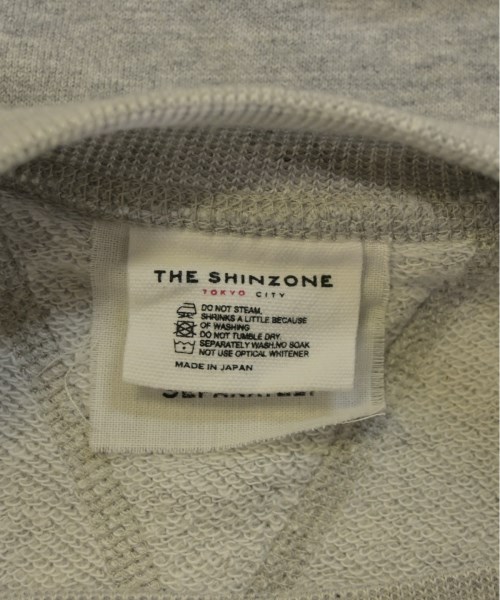 THE SHINZONE
TOKYO CITY
DO NOT STEAM,
SHRINKS A LITTLE BECAUSE
OF WASHING
DO NOT TUMBLE DRY
SEPARATELY WASH.NO SOAK
NOT USE OPTICAL WHITENER
MADE IN JAPAN
SEPARATELY